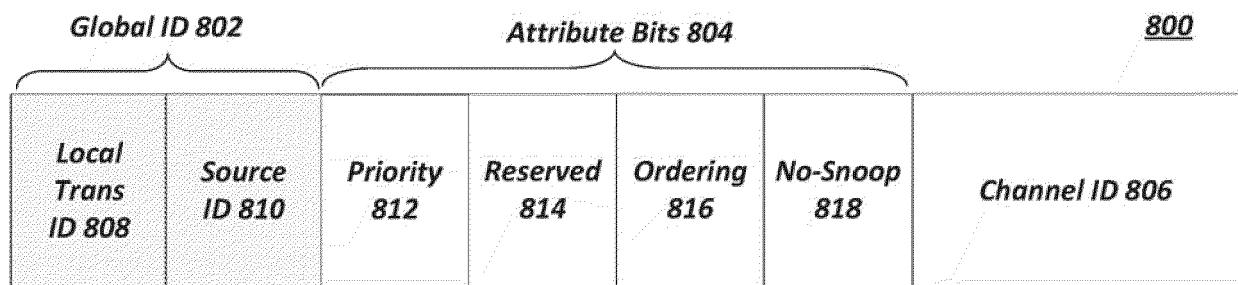 Global ID 802
Attribute Bits 804
800
Local
Trans
ID 808
Source
ID 810
Priority
812
Reserved
814
Ordering
816
No-Snoop
818
Channel ID 806